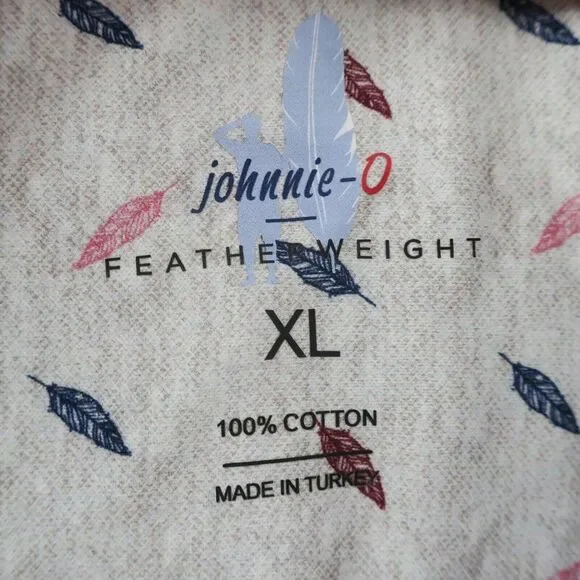 johnnie-O
FEATHERWEIGHT
XL
100% COTTON
MADE IN TURKEY